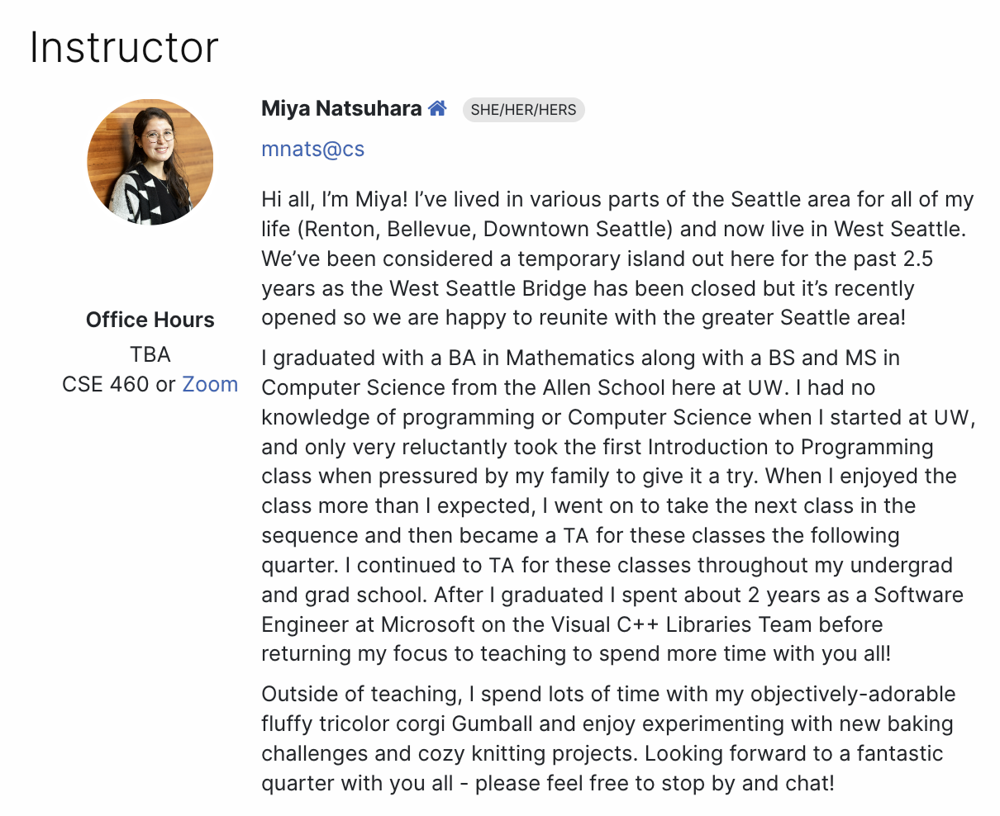 Instructor
Miya Natsuhara SHE/HER/HERS
mnats@cs
Office Hours
TBA
CSE 460 or Zoom
Hi all, I’m Miya! I’ve lived in various parts of the Seattle area for all of my
life (Renton, Bellevue, Downtown Seattle) and now live in West Seattle.
We’ve been considered a temporary island out here for the past 2.5
years as the West Seattle Bridge has been closed but it’s recently
opened so we are happy to reunite with the greater Seattle area!
I graduated with a BA in Mathematics along with a BS and MS in
Computer Science from the Allen School here at UW. I had no
knowledge of programming or Computer Science when I started at UW,
and only very reluctantly took the first Introduction to Programming
class when pressured by my family to give it a try. When I enjoyed the
class more than I expected, I went on to take the next class in the
sequence and then became a TA for these classes the following
quarter. I continued to TA for these classes throughout my undergrad
and grad school. After I graduated I spent about 2 years as a Software
Engineer at Microsoft on the Visual C++ Libraries Team before
returning my focus to teaching to spend more time with you all!
Outside of teaching, I spend lots of time with my objectively-adorable
fluffy tricolor corgi Gumball and enjoy experimenting with new baking
challenges and cozy knitting projects. Looking forward to a fantastic
quarter with you all - please feel free to stop by and chat!